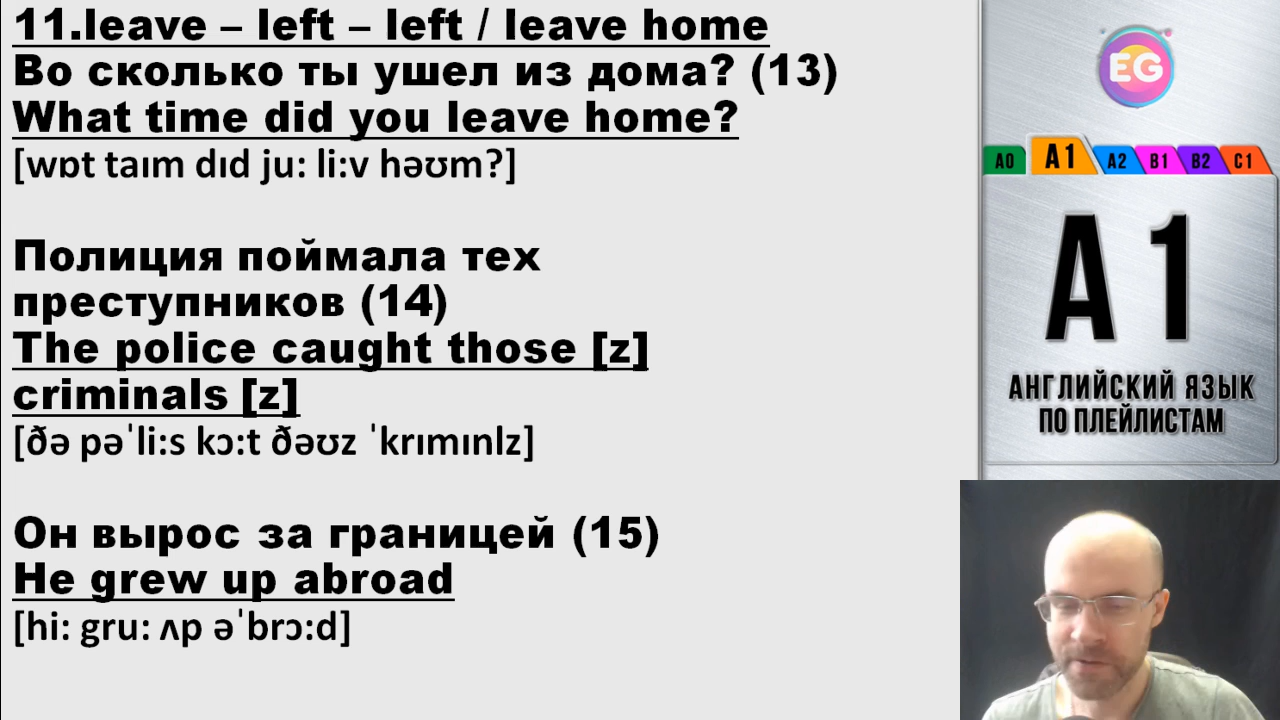 11.leave – left – left / leave home
Во сколько ты ушел из дома? (13)
What time did you leave home?
[wɒt taɪm dɪd ju: li:v həʊm?]
Полиция поймала тех
преступников (14)
The police caught those [z]
criminals [z]
[ðə pəˈli:s kɔ:t ðəʊz ˈkrɪmɪnlz]
Он вырос за границей (15)
He grew up abroad
[hi: gru: ʌp əˈbrɔ:d]
EG
A0 A1 A2 B1 B2 C1
A1
АНГЛИЙСКИЙ ЯЗЫК
ПО ПЛЕЙЛИСТАМ